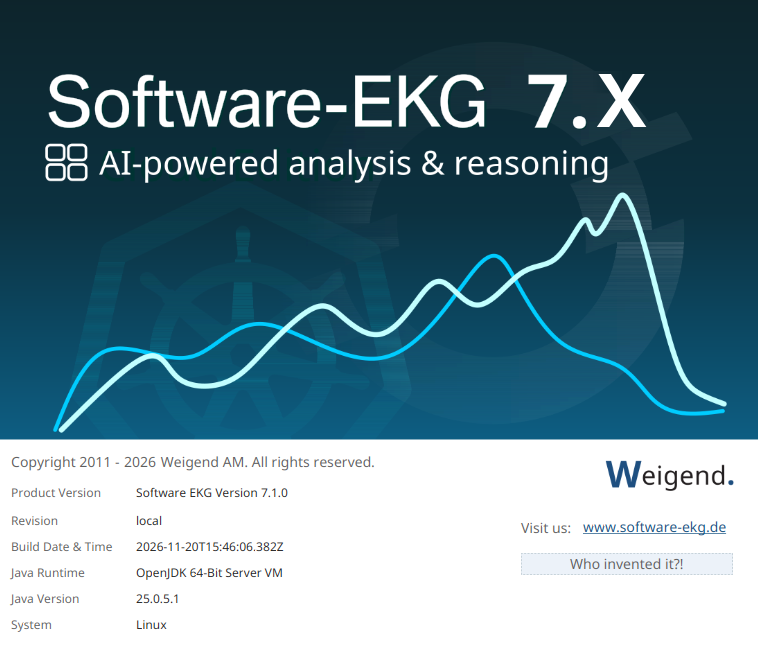 Software-EKG 7.X
AI-powered analysis & reasoning
Copyright 2011 - 2026 Weigend AM. All rights reserved.
Weigend.
Product Version Software EKG Version 7.1.0
Revision local
Visit us: www.software-ekg.de
Build Date & Time 2026-11-20T15:46:06.382Z
Who invented it?!
Java Runtime OpenJDK 64-Bit Server VM
Java Version 25.0.5.1
System Linux